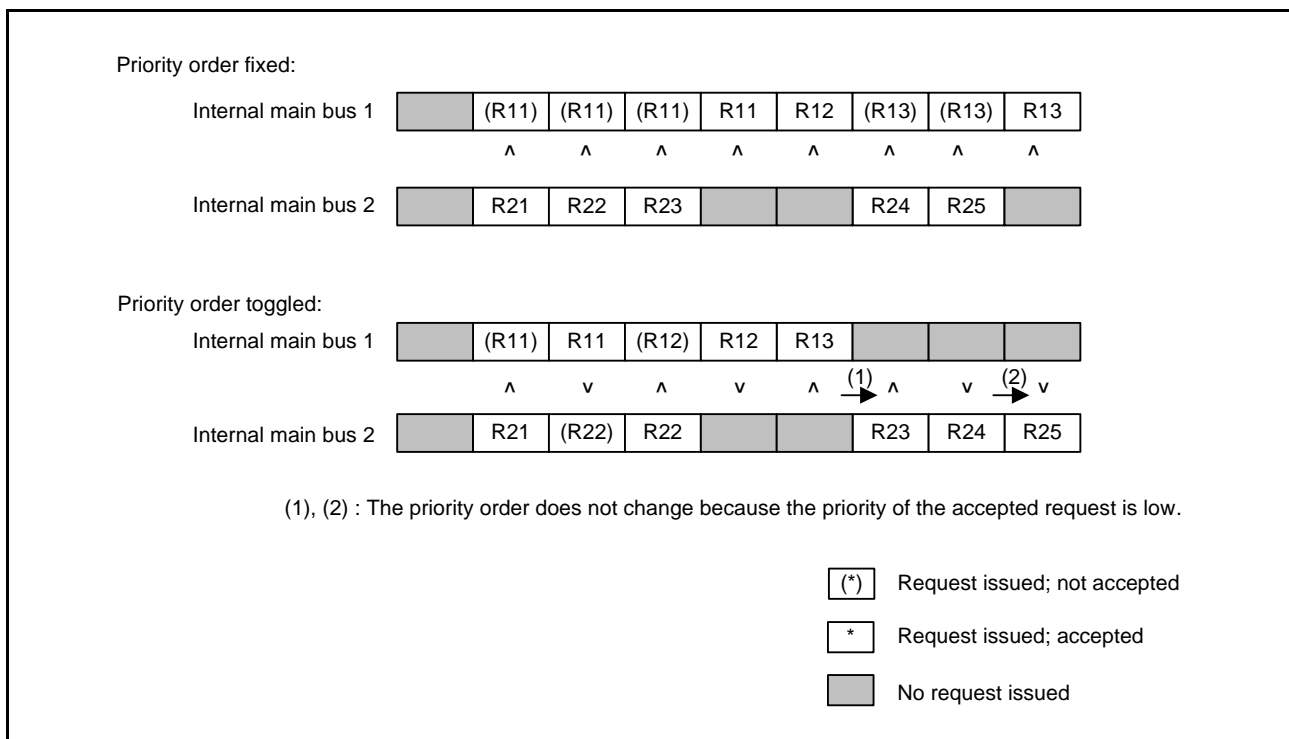 Priority order fixed:
Internal main bus 1 (R11) (R11) (R11) R11 R12 (R13) (R13) R13
∧ ∧ ∧ ∧ ∧ ∧ ∧ ∧
Internal main bus 2 R21 R22 R23 R24 R25
Priority order toggled:
Internal main bus 1 (R11) R11 (R12) R12 R13
∧ ∨ ∧ ∨ ∧ (1) ∧ ∨ (2) ∨
Internal main bus 2 R21 (R22) R22 R23 R24 R25
(1), (2) : The priority order does not change because the priority of the accepted request is low.
(*) Request issued; not accepted
* Request issued; accepted
No request issued